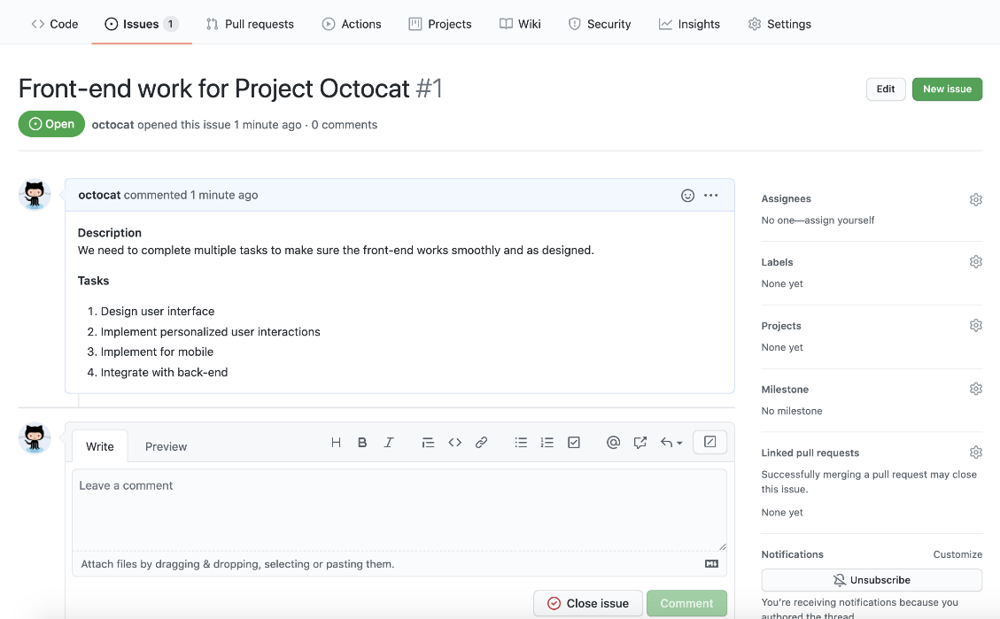 Code Issues 1 Pull requests Actions Projects Wiki Security Insights Settings
Front-end work for Project Octocat #1
Edit New issue
Open octocat opened this issue 1 minute ago · 0 comments
octocat commented 1 minute ago
Description
We need to complete multiple tasks to make sure the front-end works smoothly and as designed.
Tasks
1. Design user interface
2. Implement personalized user interactions
3. Implement for mobile
4. Integrate with back-end
Write Preview H B I
Leave a comment
Attach files by dragging & dropping, selecting or pasting them.
Close issue Comment
Assignees
No one—assign yourself
Labels
None yet
Projects
None yet
Milestone
No milestone
Linked pull requests
Successfully merging a pull request may close
this issue.
None yet
Notifications Customize
Unsubscribe
You're receiving notifications because you
authored the thread.